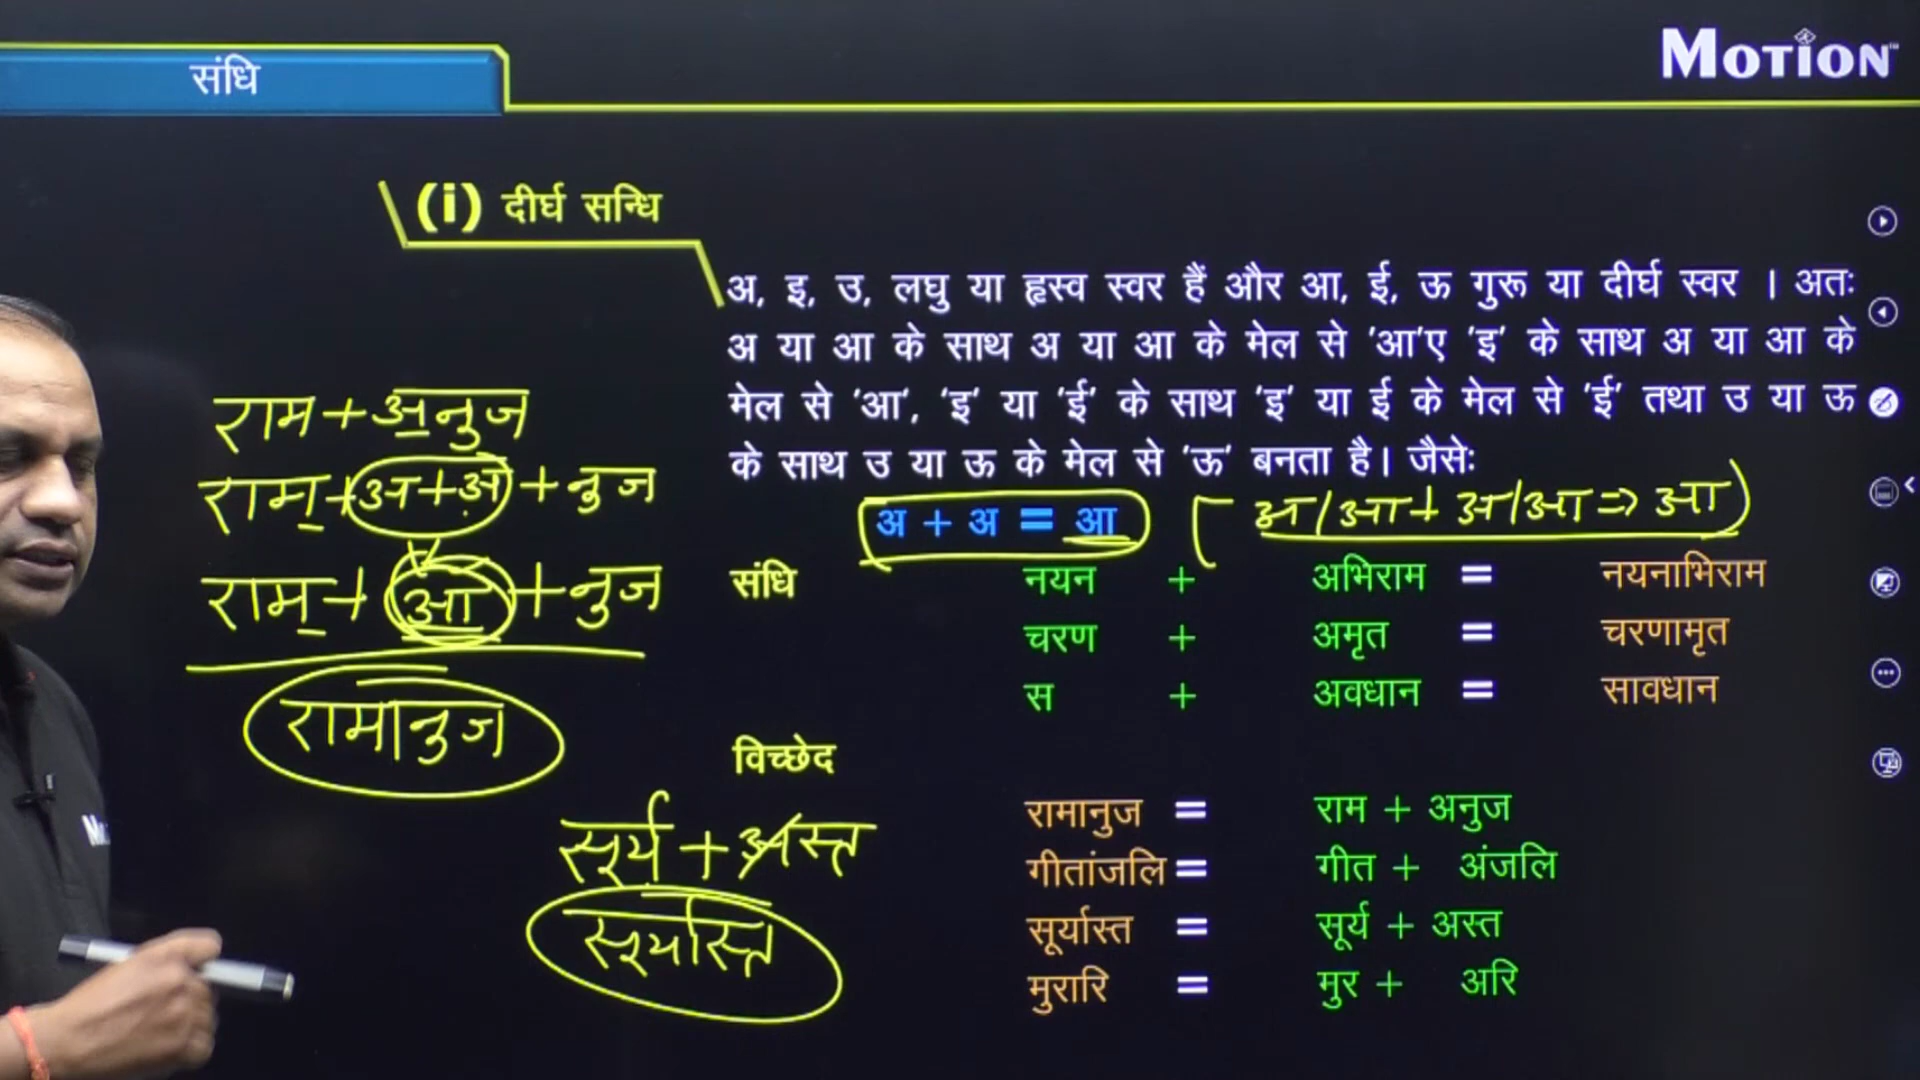 संधि
MOTION
(i) दीर्घ सन्धि
अ, इ, उ, लघु या हृस्व स्वर हैं और आ, ई, ऊ गुरू या दीर्घ स्वर । अतः
अ या आ के साथ अ या आ के मेल से 'आ'ए 'इ' के साथ अ या आ के
मेल से 'आ', 'इ' या 'ई' के साथ 'इ' या ई के मेल से 'ई' तथा उ या ऊ
के साथ उ या ऊ के मेल से 'ऊ' बनता है। जैसेः
राम + अनुज
राम् + अ + अ + नुज
राम् + आ + नुज
रामानुज
अ + अ = आ
अ/आ + अ/आ ⇒ आ
संधि
नयन + अभिराम = नयनाभिराम
चरण + अमृत = चरणामृत
स + अवधान = सावधान
विच्छेद
सूर्य + अस्त
सूर्यास्त
रामानुज = राम + अनुज
गीतांजलि = गीत + अंजलि
सूर्यास्त = सूर्य + अस्त
मुरारि = मुर + अरि